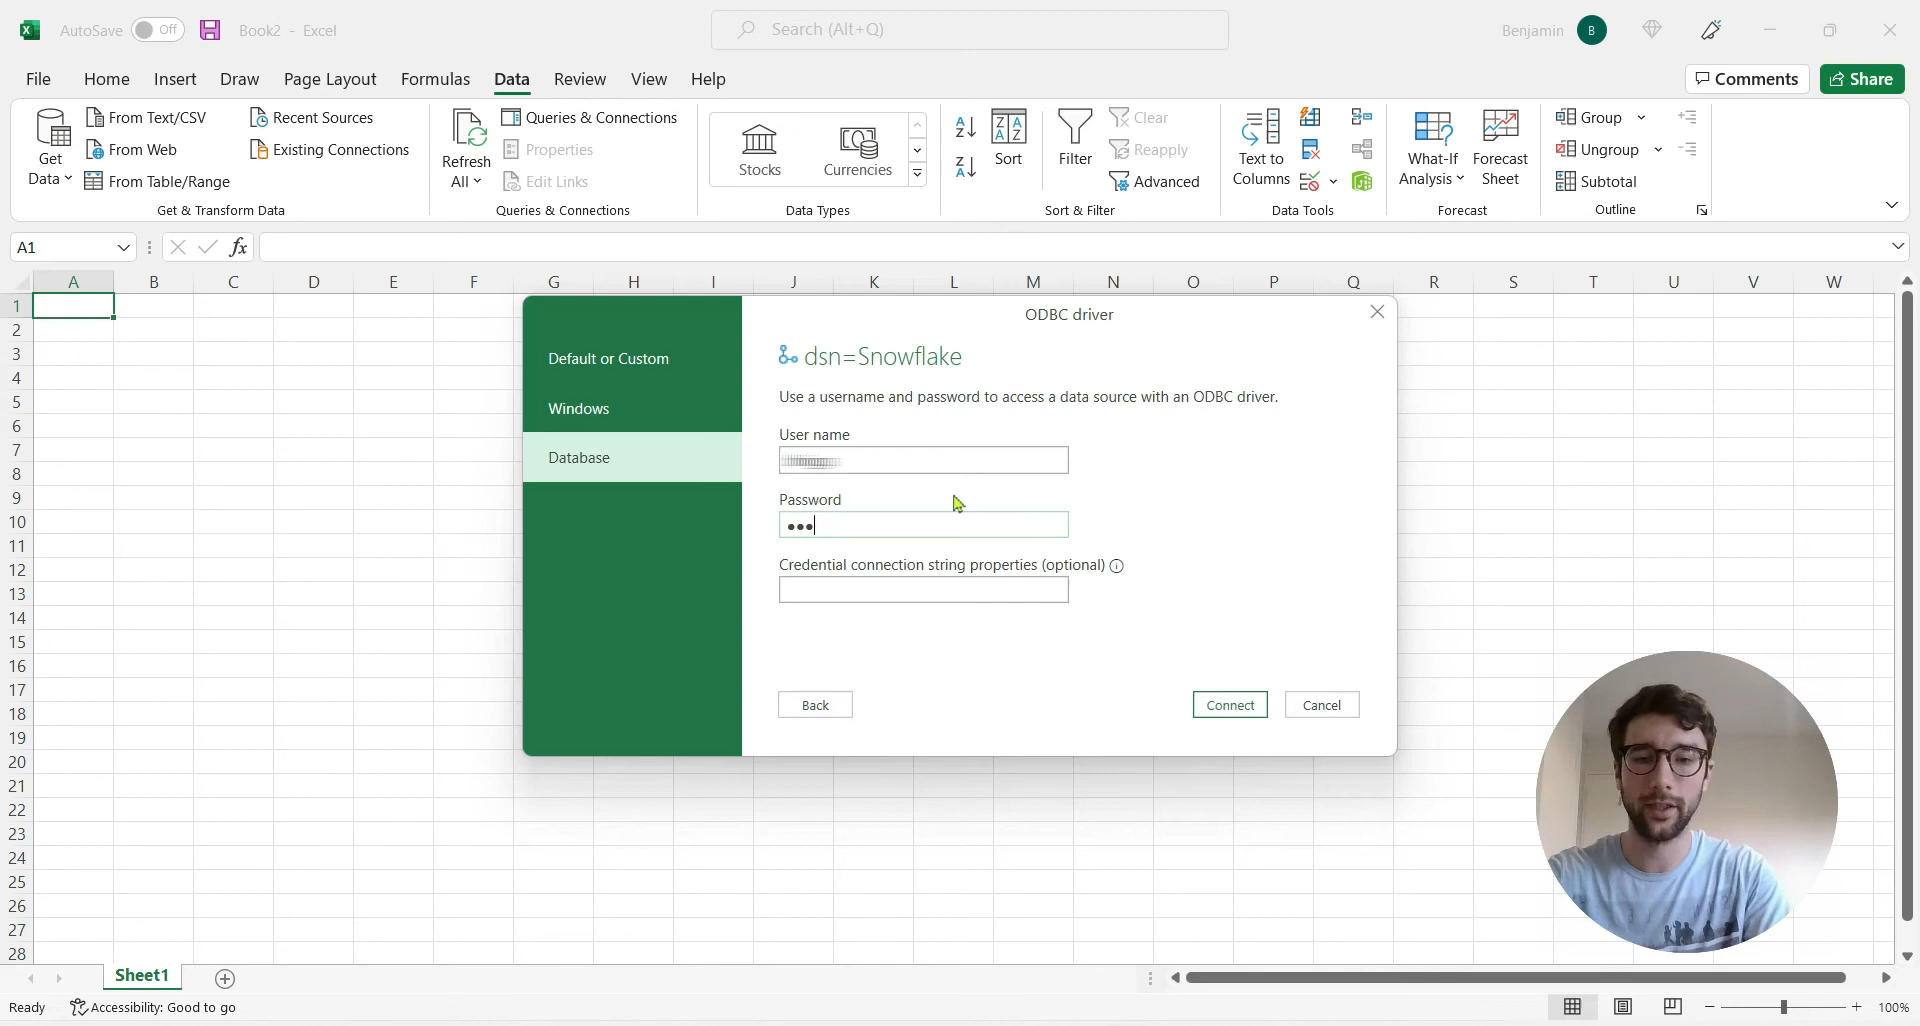 AutoSave Off Book2 - Excel
Search (Alt+Q)
Benjamin B
File Home Insert Draw Page Layout Formulas Data Review View Help
Comments Share
Get Data
From Text/CSV
From Web
From Table/Range
Recent Sources
Existing Connections
Get & Transform Data
Refresh All
Queries & Connections
Properties
Edit Links
Queries & Connections
Stocks Currencies
Data Types
Sort
Filter
Clear
Reapply
Advanced
Sort & Filter
Text to Columns
Data Tools
What-If Analysis
Forecast Sheet
Forecast
Group
Ungroup
Subtotal
Outline
A1
fx
A B C D E F G H I J K L M N O P Q R S T U V W
1
2
3
4
5
6
7
8
9
10
11
12
13
14
15
16
17
18
19
20
21
22
23
24
25
26
27
28
ODBC driver
Default or Custom
Windows
Database
dsn=Snowflake
Use a username and password to access a data source with an ODBC driver.
User name
Password
•••
Credential connection string properties (optional)
Back Connect Cancel
Sheet1
Ready Accessibility: Good to go
100%